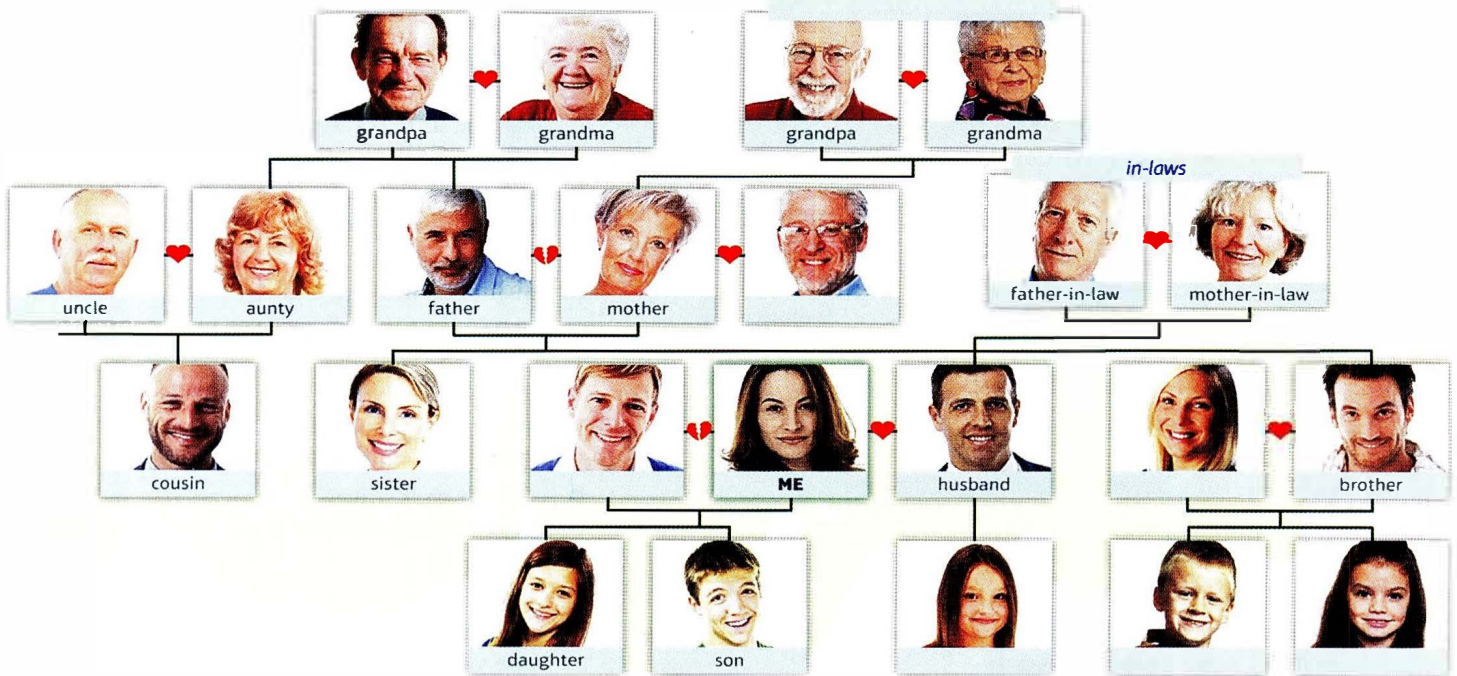 grandpa grandma grandpa grandma
in-laws
uncle aunty father mother father-in-law mother-in-law
cousin sister ME husband brother
daughter son